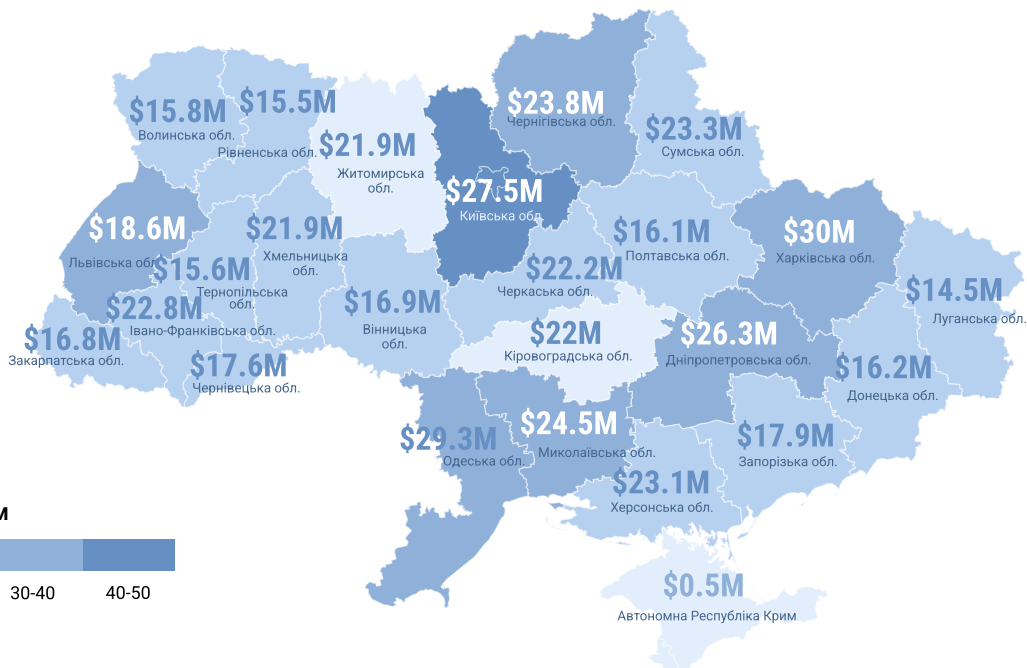 $23.8M
Чернігівська обл.
$15.8M
Волинська обл.
$15.5M
Рівненська обл.
$21.9M
Житомирська
обл.
$23.3M
Сумська обл.
$27.5M
Київська обл.
$18.6M
Львівська обл.
$21.9M
Хмельницька
обл.
$16.1M
Полтавська обл.
$30M
Харківська обл.
$15.6M
Тернопільська
обл.
$22.2M
Черкаська обл.
$14.5M
Луганська обл.
$22.8M
Івано-Франківська обл.
$16.9M
Вінницька
обл.
$16.8M
Закарпатська обл.
$22M
Кіровоградська обл.
$26.3M
Дніпропетровська обл.
$17.6M
Чернівецька обл.
$16.2M
Донецька обл.
$29.3M
Одеська обл.
$24.5M
Миколаївська обл.
$17.9M
Запорізька обл.
$23.1M
Херсонська обл.
м
30-40
40-50
$0.5M
Автономна Республіка Крим